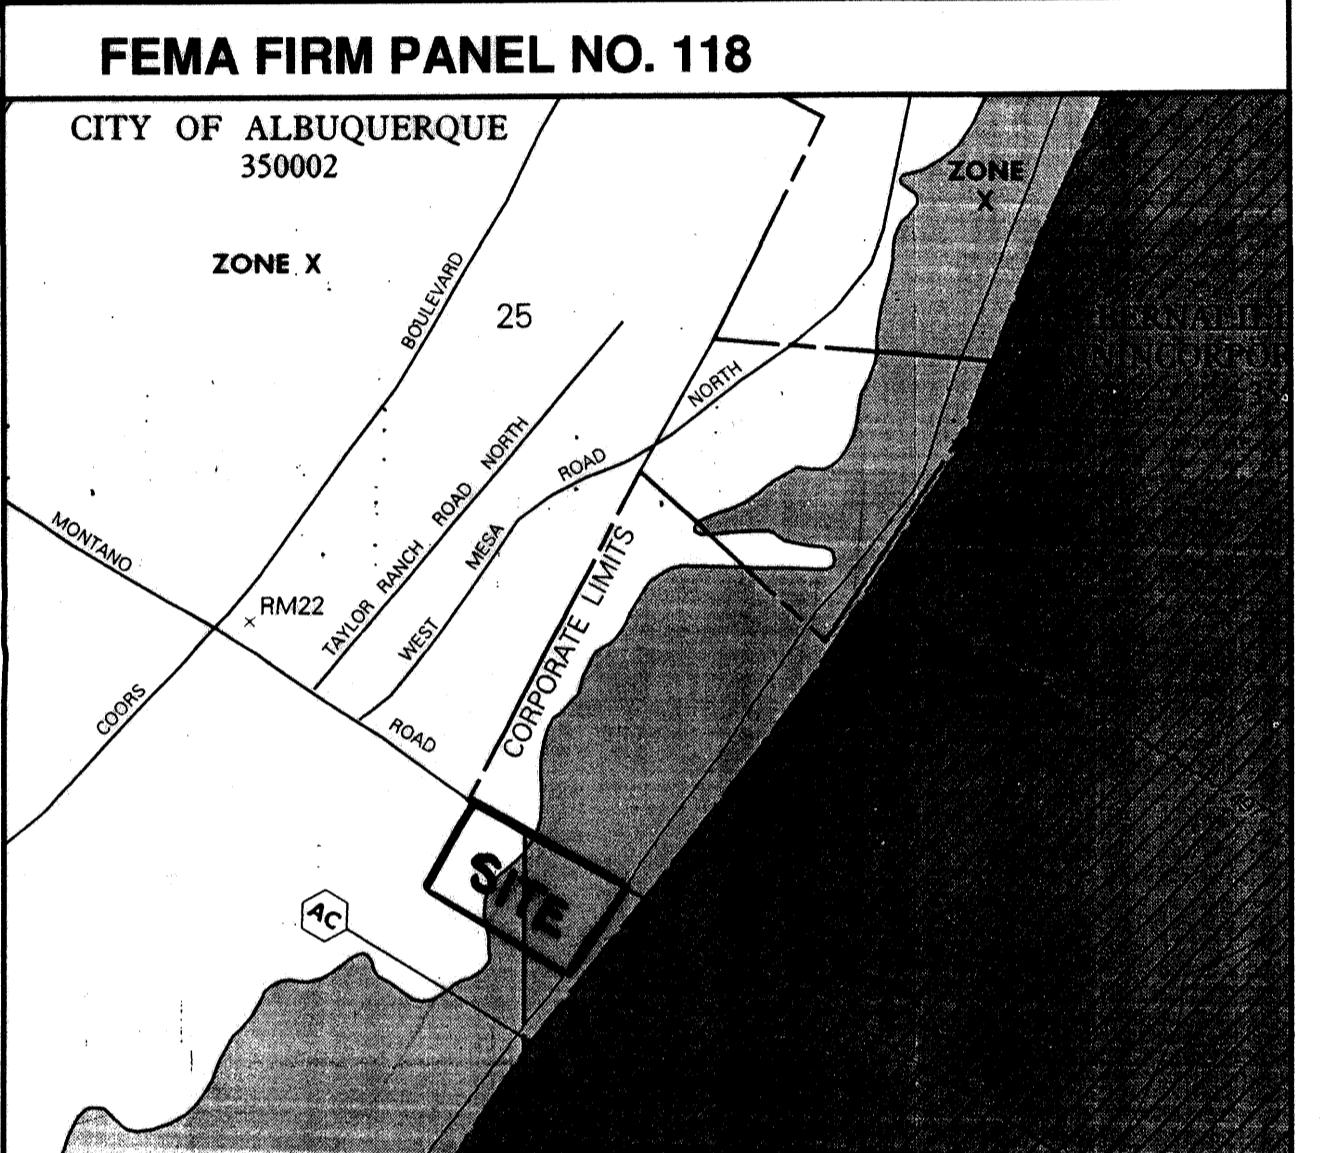 FEMA FIRM PANEL NO. 118
CITY OF ALBUQUERQUE
350002
ZONE
X
ZONE X
BOULEVARD
25
NORTH
NORTH
ROAD
ROAD
MESA
MONTANO
RANCH
RM22
TAYLOR
WEST
CORPORATE LIMITS
COORS
ROAD
SITE
AC